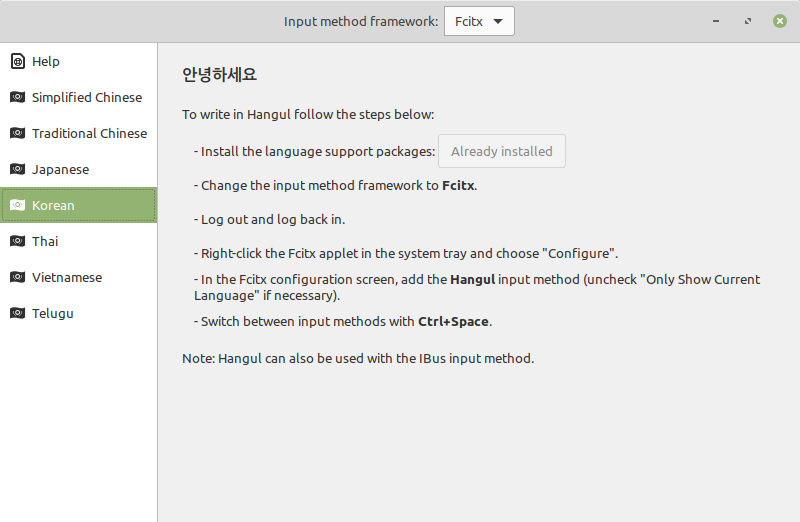 Input method framework: Fcitx
Help
Simplified Chinese
Traditional Chinese
Japanese
Korean
Thai
Vietnamese
Telugu
안녕하세요
To write in Hangul follow the steps below:
- Install the language support packages: Already installed
- Change the input method framework to Fcitx.
- Log out and log back in.
- Right-click the Fcitx applet in the system tray and choose "Configure".
- In the Fcitx configuration screen, add the Hangul input method (uncheck "Only Show Current
Language" if necessary).
- Switch between input methods with Ctrl+Space.
Note: Hangul can also be used with the IBus input method.